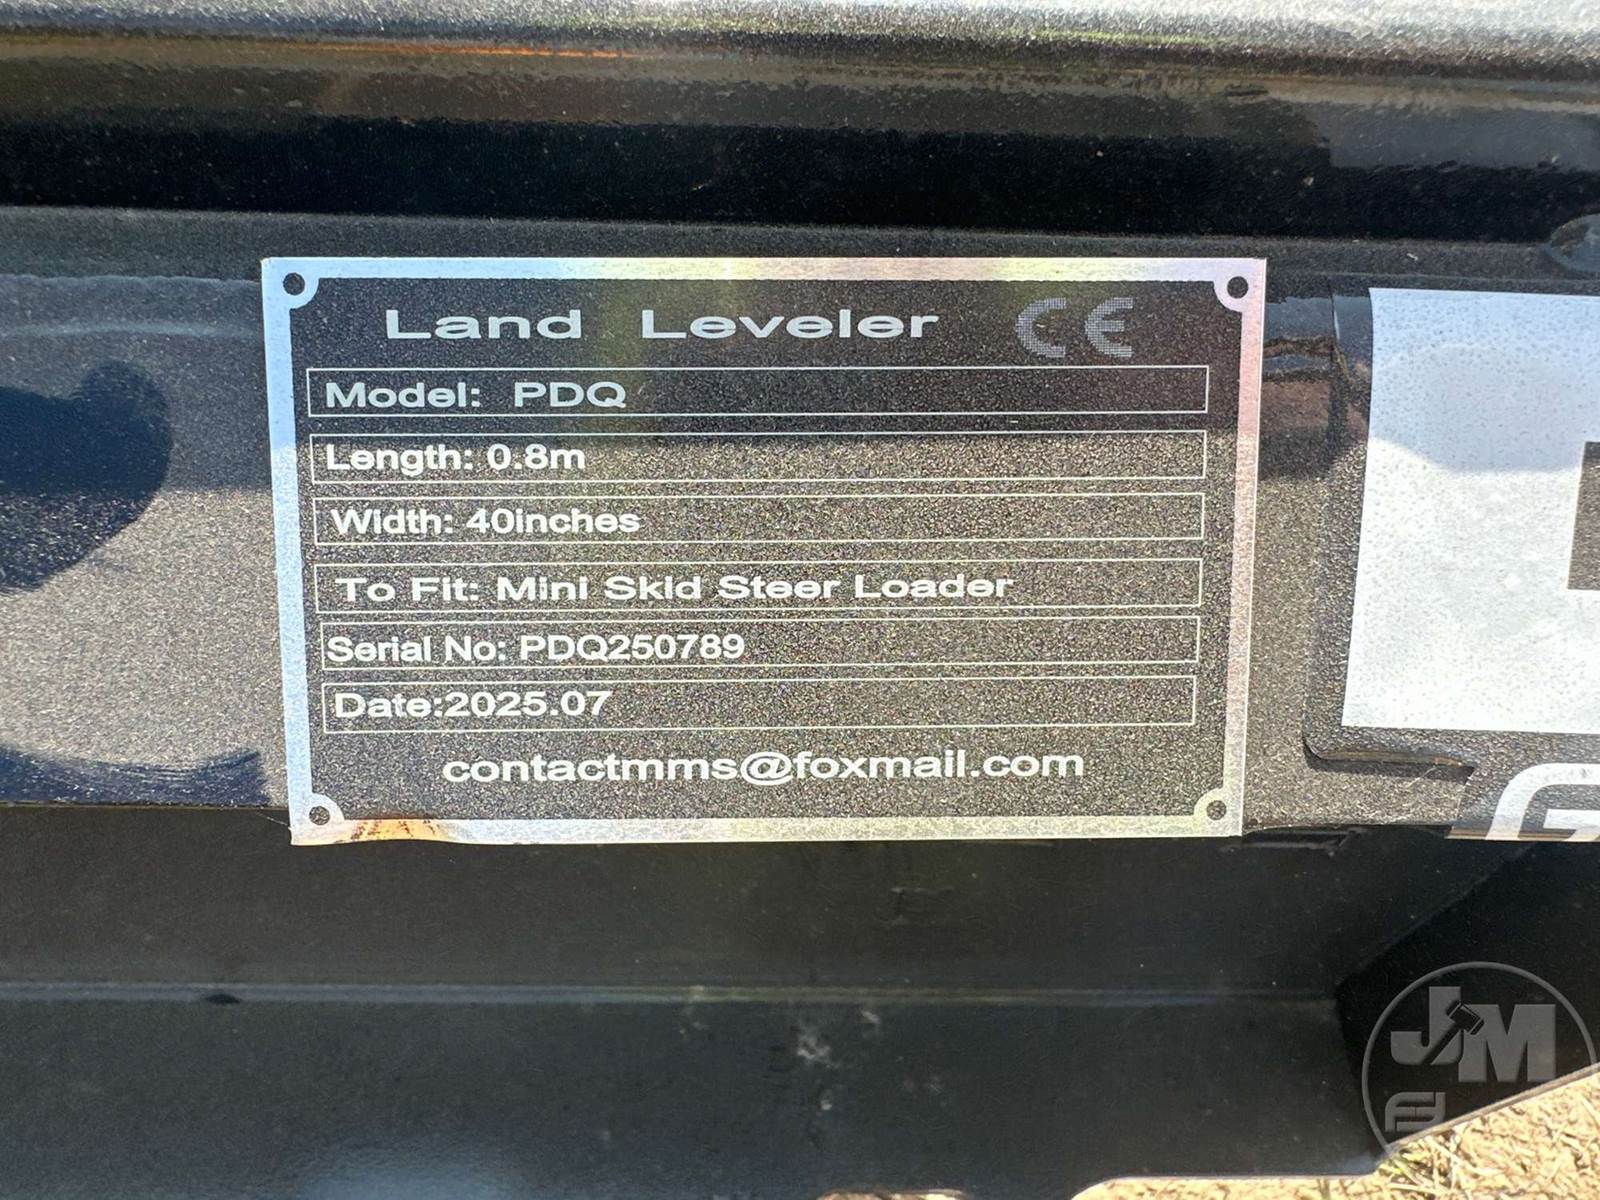 Land Leveler CE
Model: PDQ
Length: 0.8m
Width: 40inches
To Fit: Mini Skid Steer Loader
Serial No: PDQ250789
Date:2025.07
contactmms@foxmail.com
G
JM